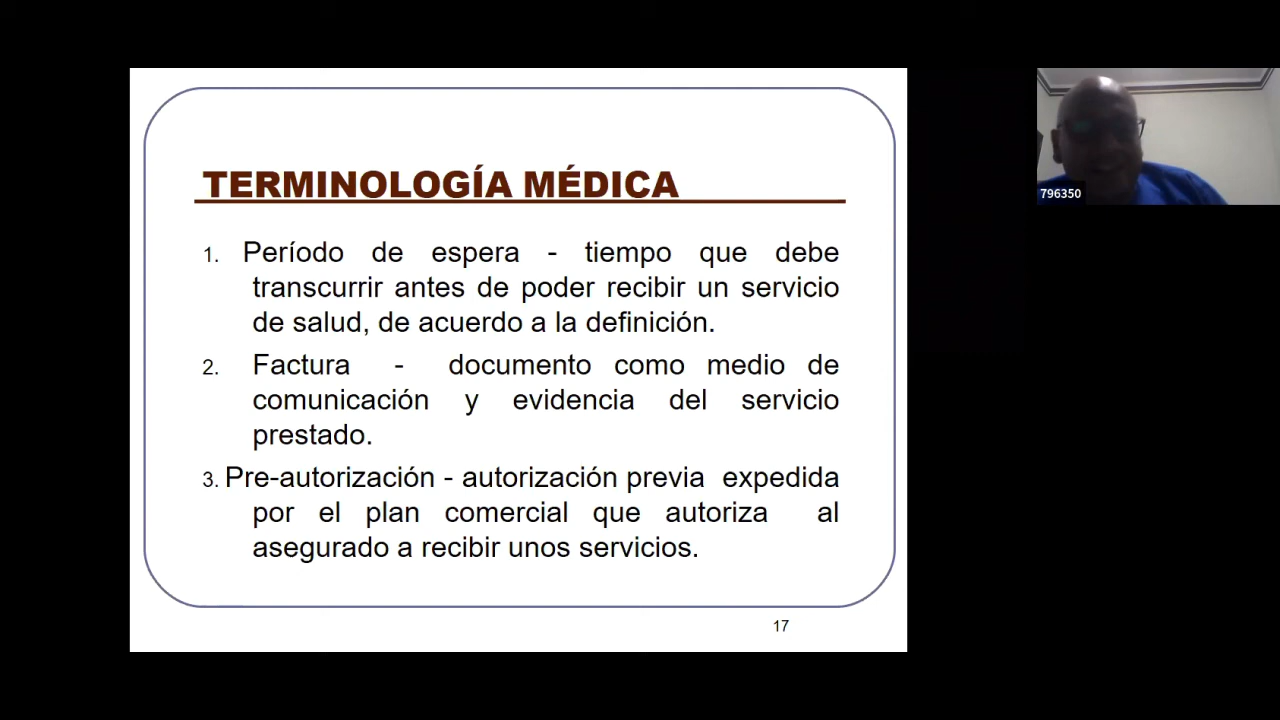 TERMINOLOGÍA MÉDICA
1. Período de espera - tiempo que debe
transcurrir antes de poder recibir un servicio
de salud, de acuerdo a la definición.
2. Factura - documento como medio de
comunicación y evidencia del servicio
prestado.
3. Pre-autorización - autorización previa expedida
por el plan comercial que autoriza al
asegurado a recibir unos servicios.
17
796350